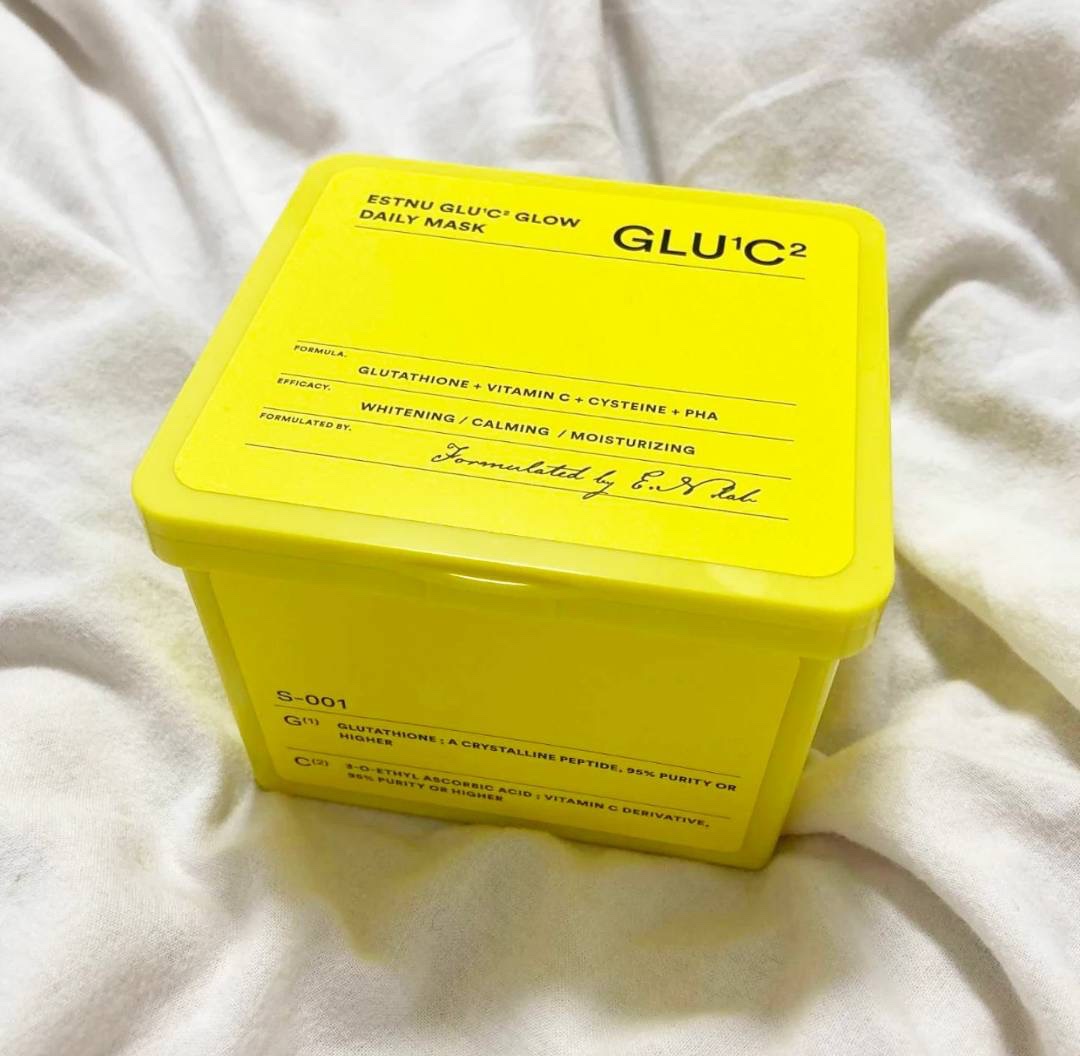 ESTNU GLU¹C² GLOW
DAILY MASK
GLU¹C²
FORMULA.
GLUTATHIONE + VITAMIN C + CYSTEINE + PHA
EFFICACY.
WHITENING / CALMING / MOISTURIZING
FORMULATED BY.
Formulated by E.N lab
S-001
G⁽¹⁾ GLUTATHIONE ; A CRYSTALLINE PEPTIDE, 95% PURITY OR
HIGHER
C⁽²⁾ 3-O-ETHYL ASCORBIC ACID ; VITAMIN C DERIVATIVE,
95% PURITY OR HIGHER